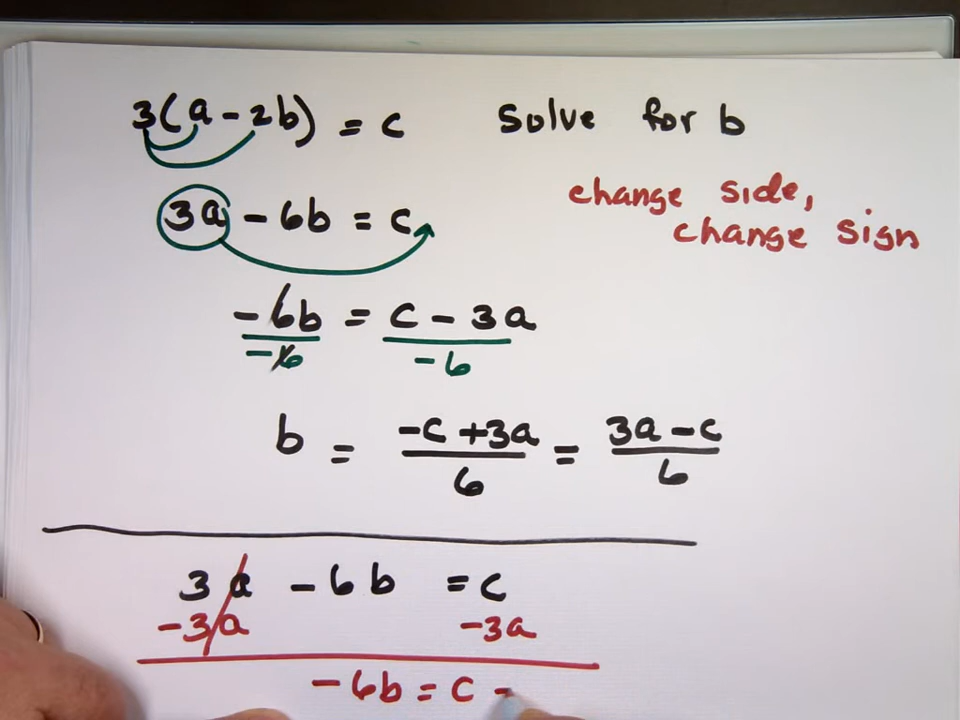 3(a - 2b) = c Solve for b
change side,
change sign
3a - 6b = c
-6b = c - 3a
-6 -6
b = -c + 3a / 6 = 3a - c / 6
3a - 6b = c
-3a -3a
-6b = c -